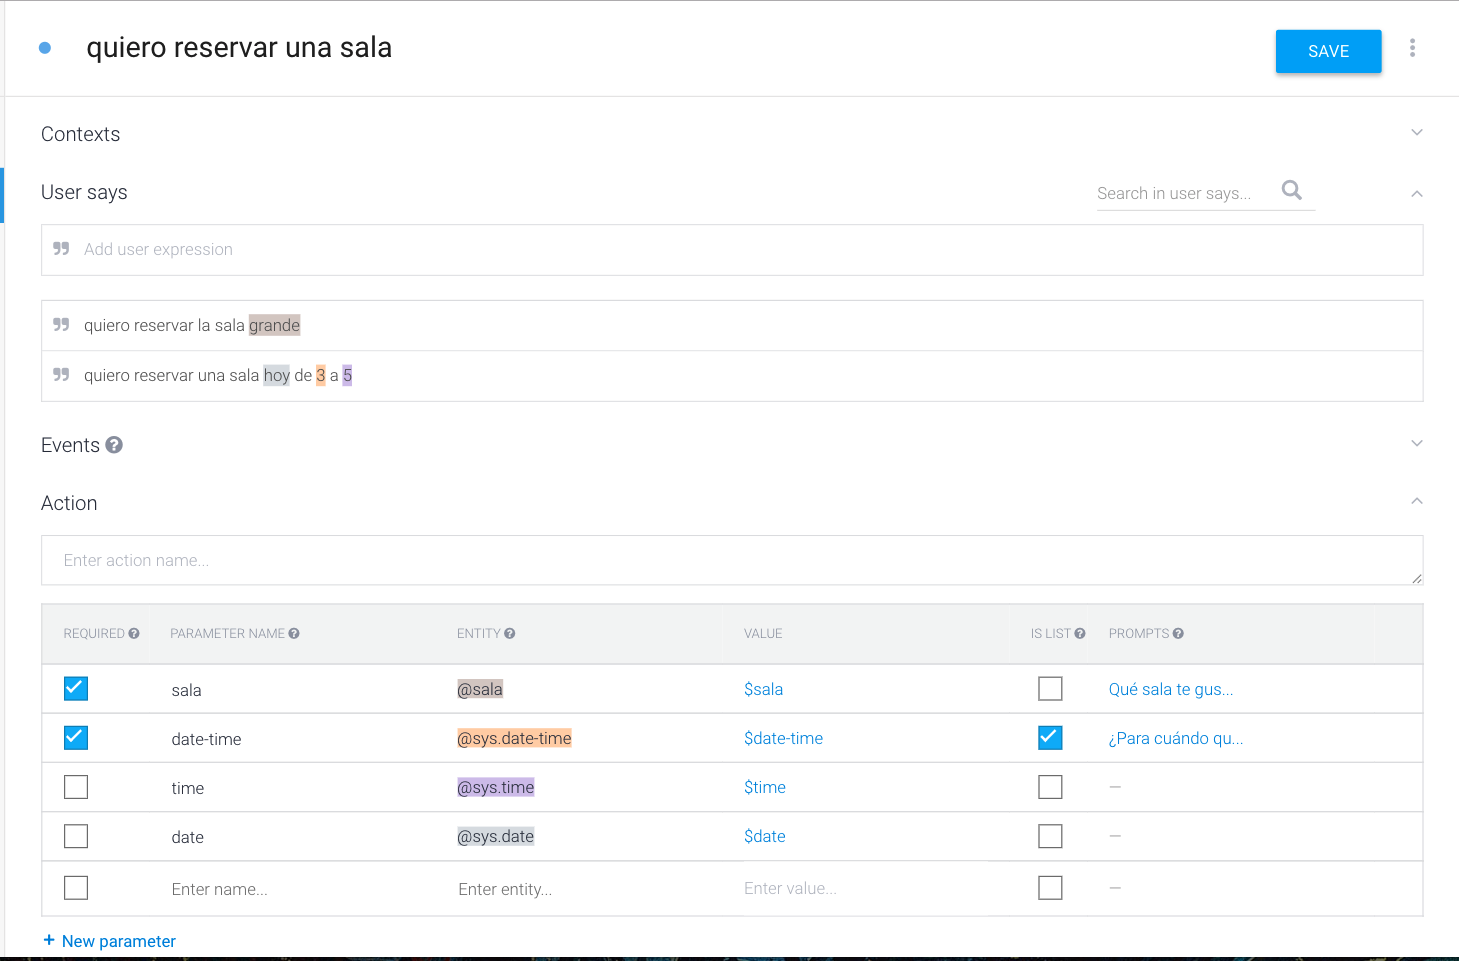 quiero reservar una sala
SAVE
Contexts
User says
Search in user says...
Add user expression
quiero reservar la sala grande
quiero reservar una sala hoy de 3 a 5
Events
Action
Enter action name...
REQUIRED PARAMETER NAME ENTITY VALUE IS LIST PROMPTS
sala @sala $sala Qué sala te gus...
date-time @sys.date-time $date-time ¿Para cuándo qu...
time @sys.time $time —
date @sys.date $date —
Enter name... Enter entity... Enter value... —
+ New parameter